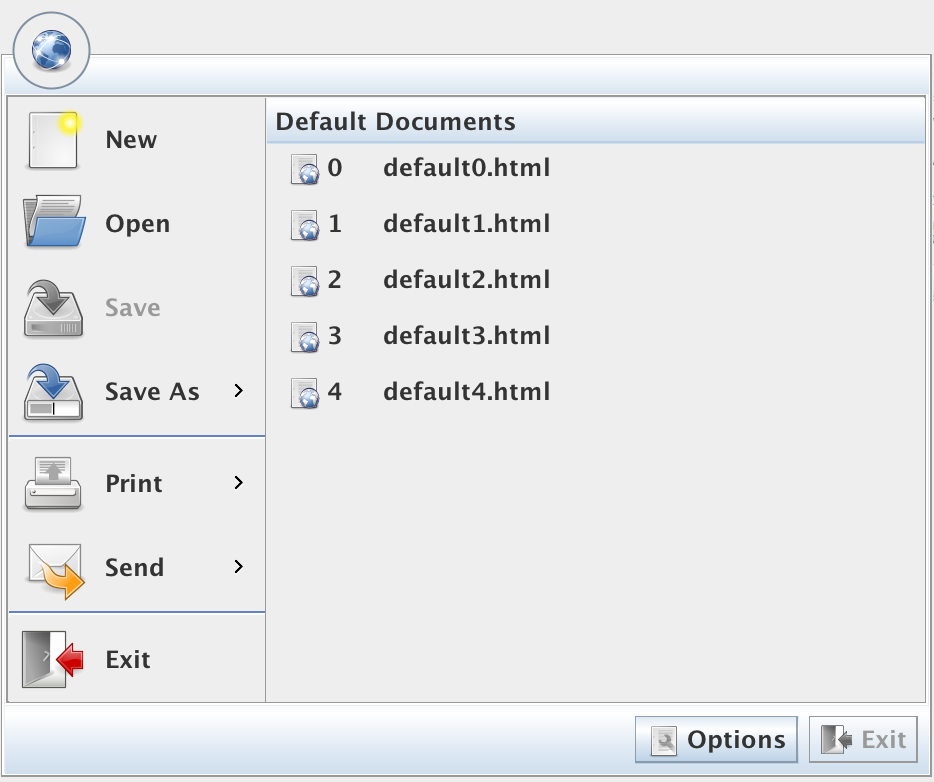 New
Open
Save
Save As
Print
Send
Exit
Default Documents
0 default0.html
1 default1.html
2 default2.html
3 default3.html
4 default4.html
Options
Exit